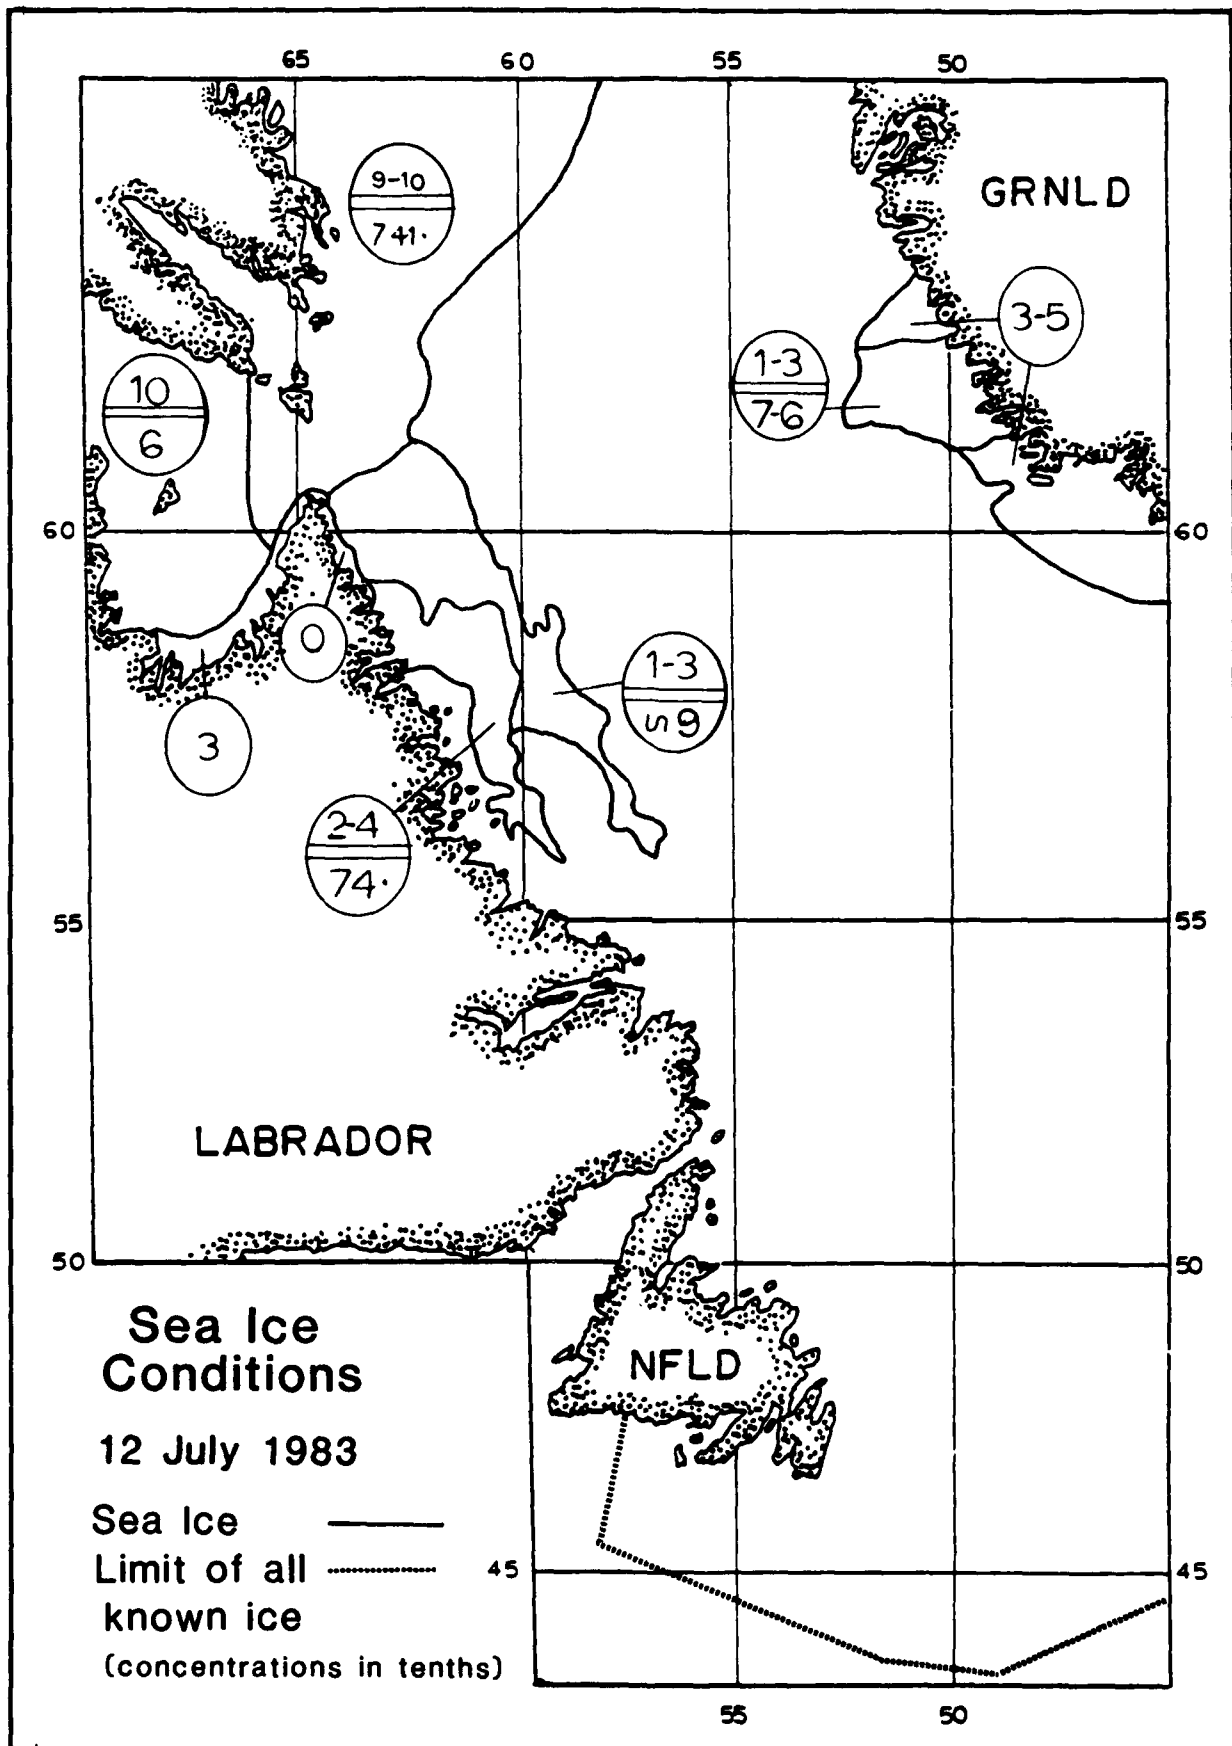 65 60 55 50
9-10
741·
GRNLD
3-5
1-3
7-6
10
6
60 60
0
1-3
S 9
3
2-4
74·
55 55
LABRADOR
50 50
Sea Ice
Conditions
NFLD
12 July 1983
Sea Ice
Limit of all
known ice
(concentrations in tenths)
45 45
55 50